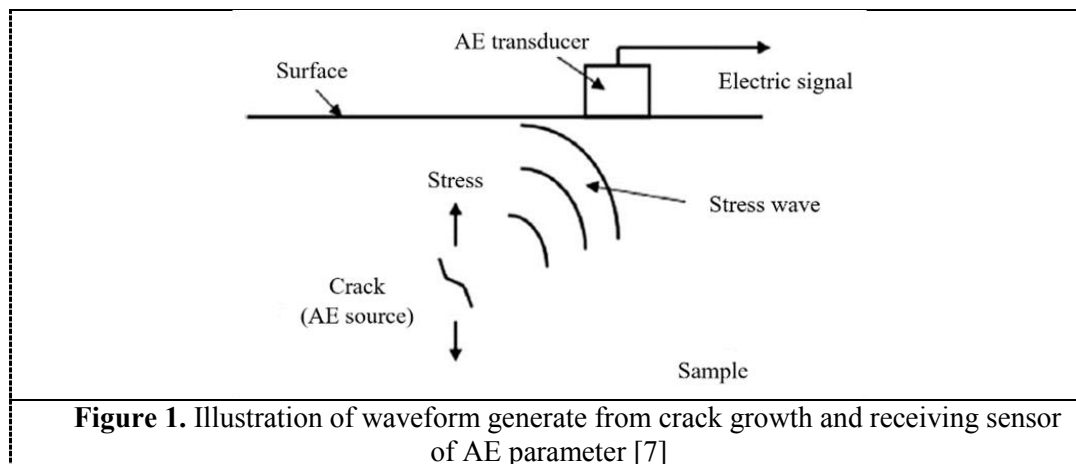 AE transducer
Surface
Electric signal
Stress
Stress wave
Crack
(AE source)
Sample
Figure 1. Illustration of waveform generate from crack growth and receiving sensor
of AE parameter [7]